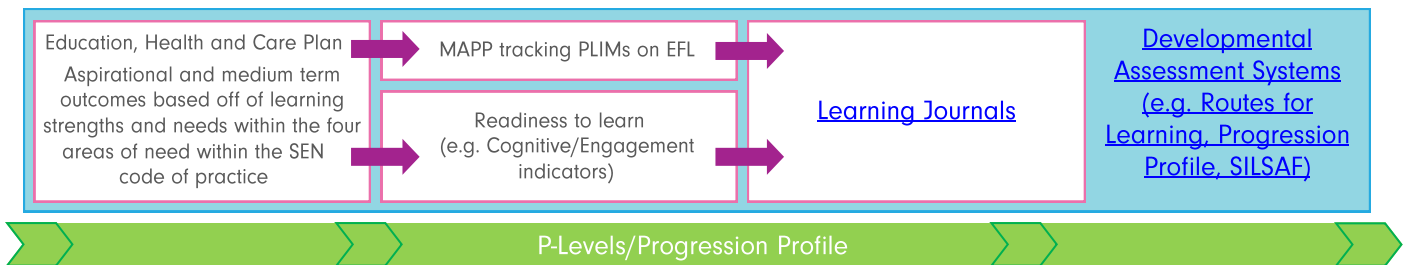 Education, Health and Care Plan
Aspirational and medium term
outcomes based off of learning
strengths and needs within the four
areas of need within the SEN
code of practice
MAPP tracking PLIMs on EFL
Readiness to learn
(e.g. Cognitive/Engagement
indicators)
Learning Journals
Developmental
Assessment Systems
(e.g. Routes for
Learning, Progression
Profile, SILSAF)
P-Levels/Progression Profile